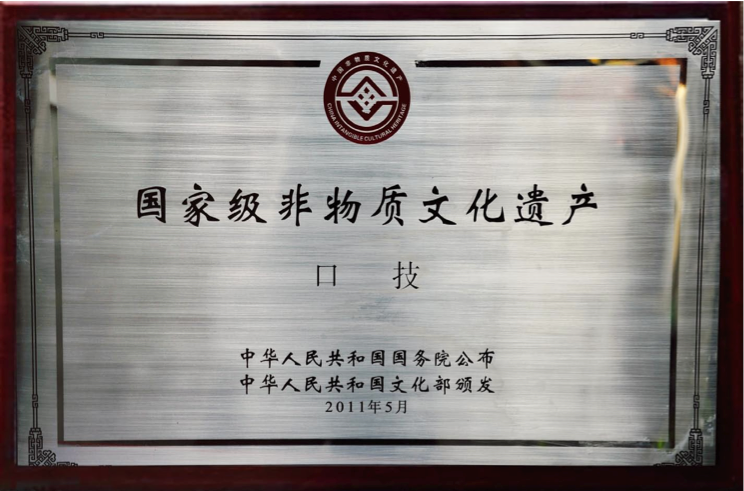 中国非物质文化遗产
CHINA INTANGIBLE CULTURAL HERITAGE
国家级非物质文化遗产
口 技
中华人民共和国国务院公布
中华人民共和国文化部颁发
2011年5月